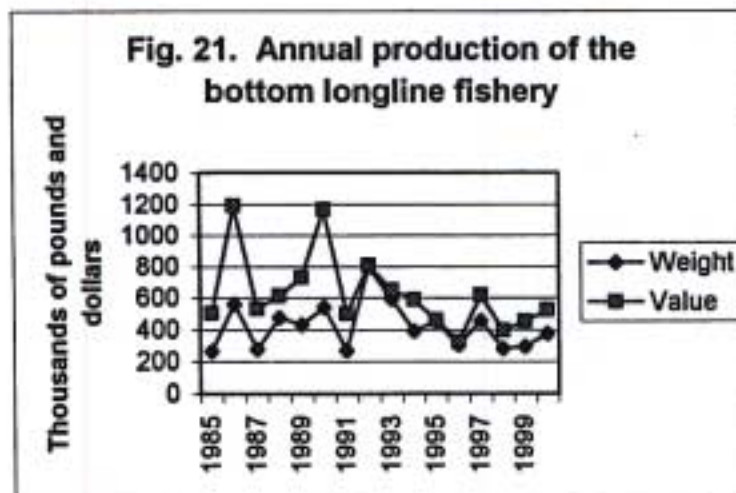 Fig. 21. Annual production of the
bottom longline fishery
Thousands of pounds and
dollars
1400
1200
1000
800
600
400
200
0
1985
1987
1989
1991
1993
1995
1997
1999
Weight
Value